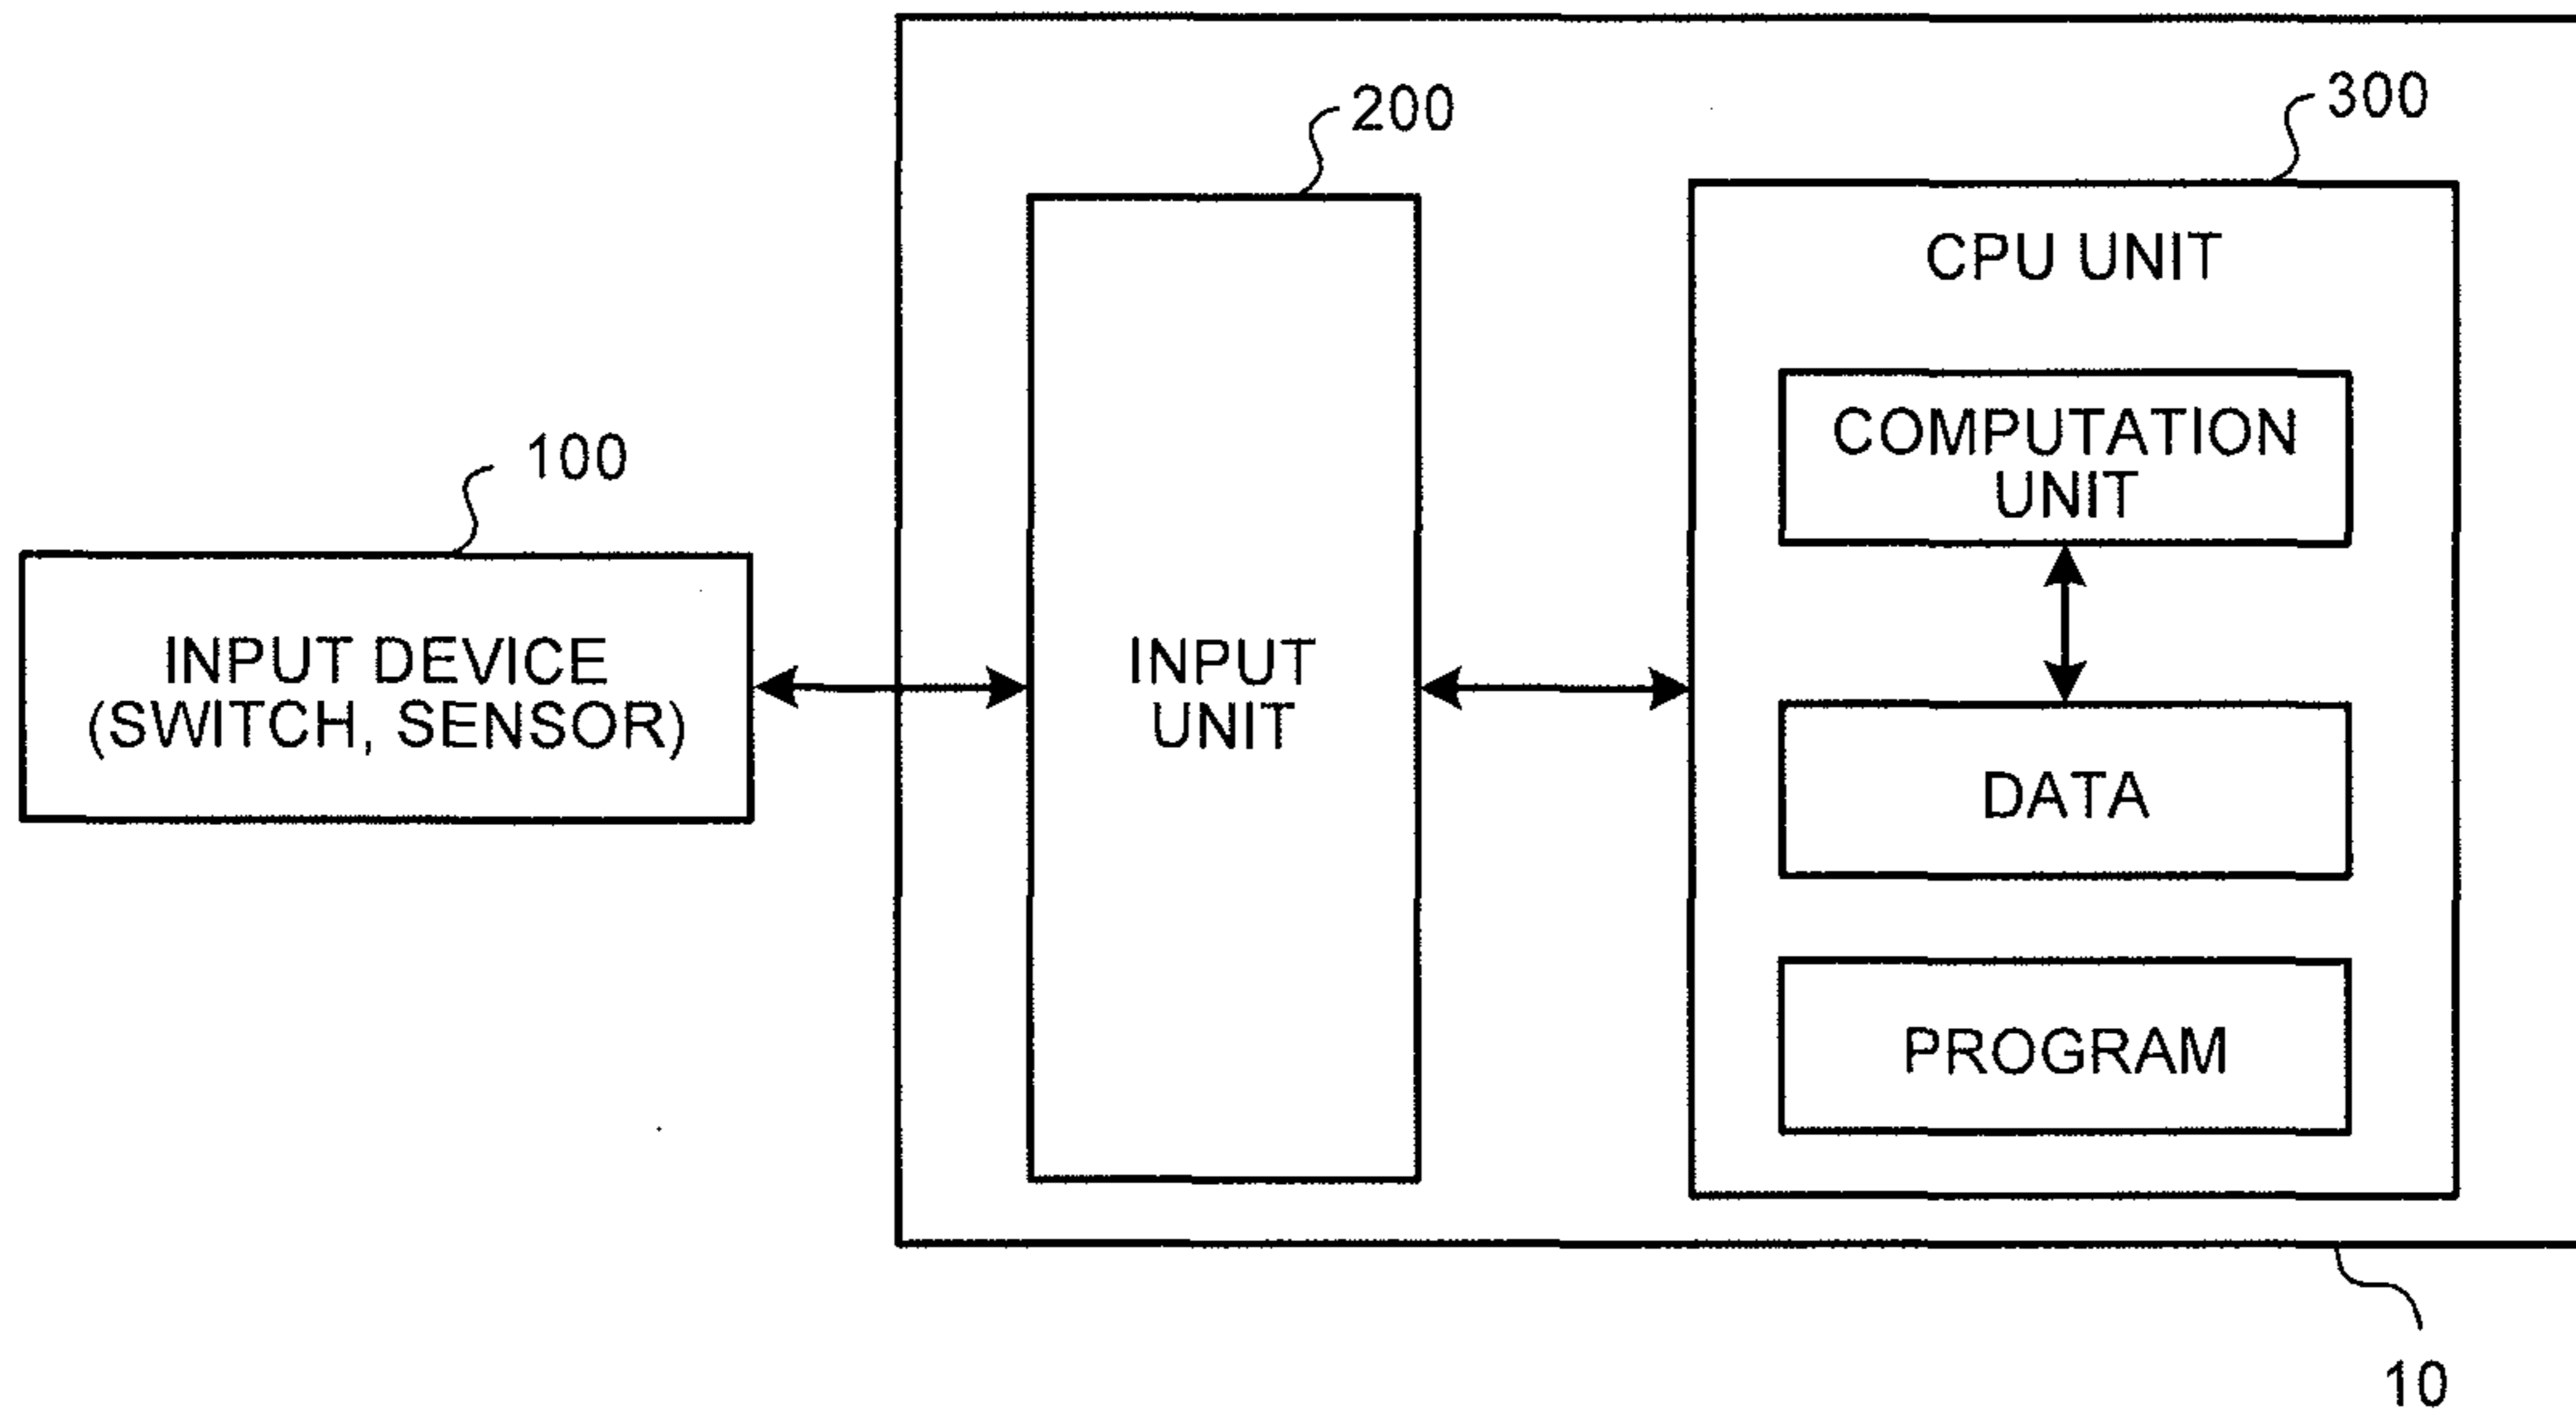 200
300
CPU UNIT
COMPUTATION
UNIT
100
INPUT DEVICE
(SWITCH, SENSOR)
INPUT
UNIT
DATA
PROGRAM
10